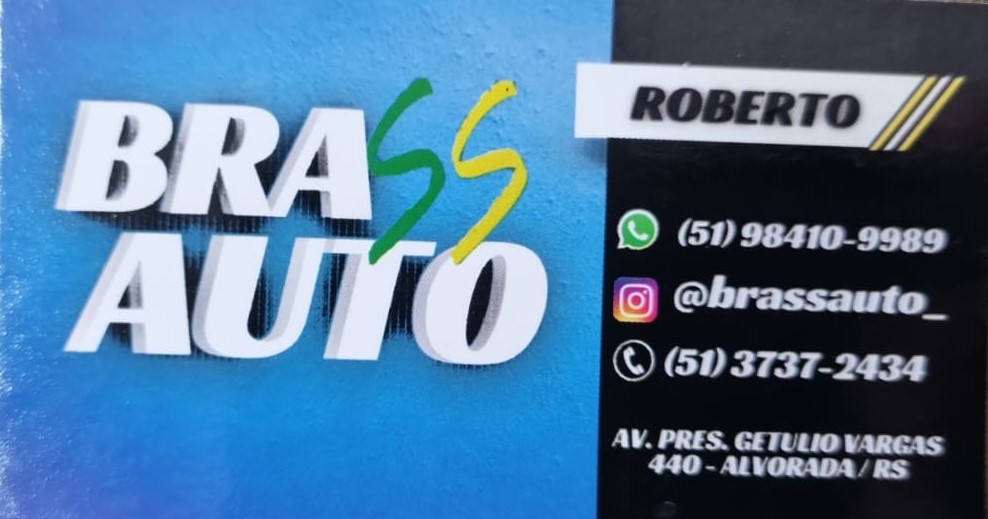 BRASS
AUTO
ROBERTO
(51) 98410-9989
@brassauto_
(51) 3737-2434
AV. PRES. GETULIO VARGAS
440 - ALVORADA / RS